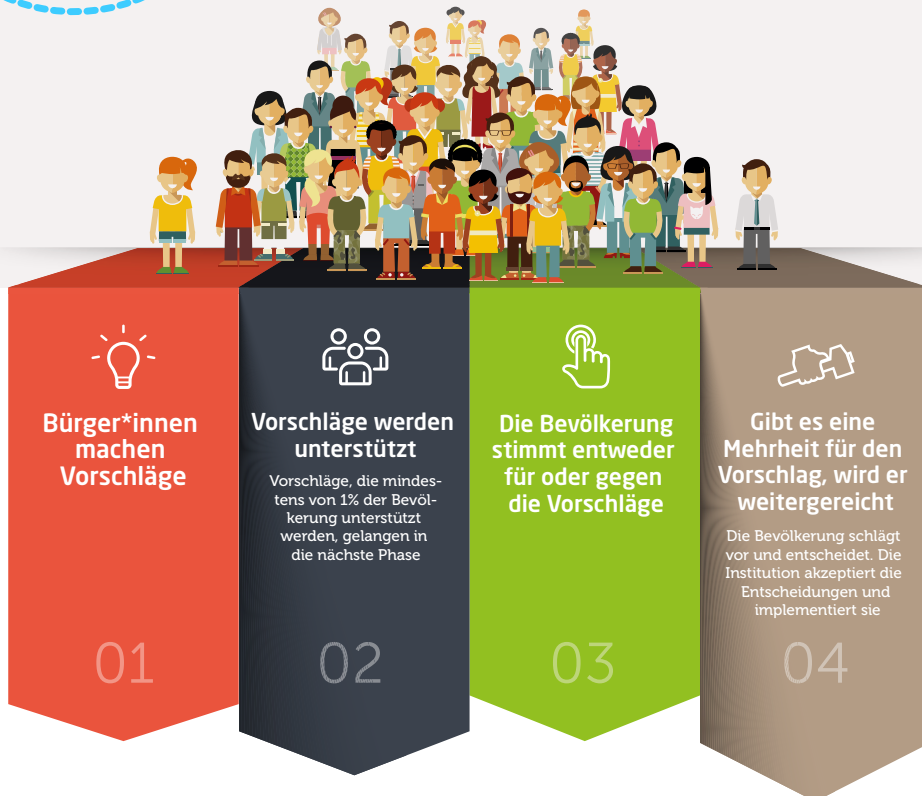 Bürger*innen
machen
Vorschläge
01
Vorschläge werden
unterstützt
Vorschläge, die mindes-
tens von 1% der Bevöl-
kerung unterstützt
werden, gelangen in
die nächste Phase
02
Die Bevölkerung
stimmt entweder
für oder gegen
die Vorschläge
03
Gibt es eine
Mehrheit für den
Vorschlag, wird er
weitergereicht
Die Bevölkerung schlägt
vor und entscheidet. Die
Institution akzeptiert die
Entscheidungen und
implementiert sie
04